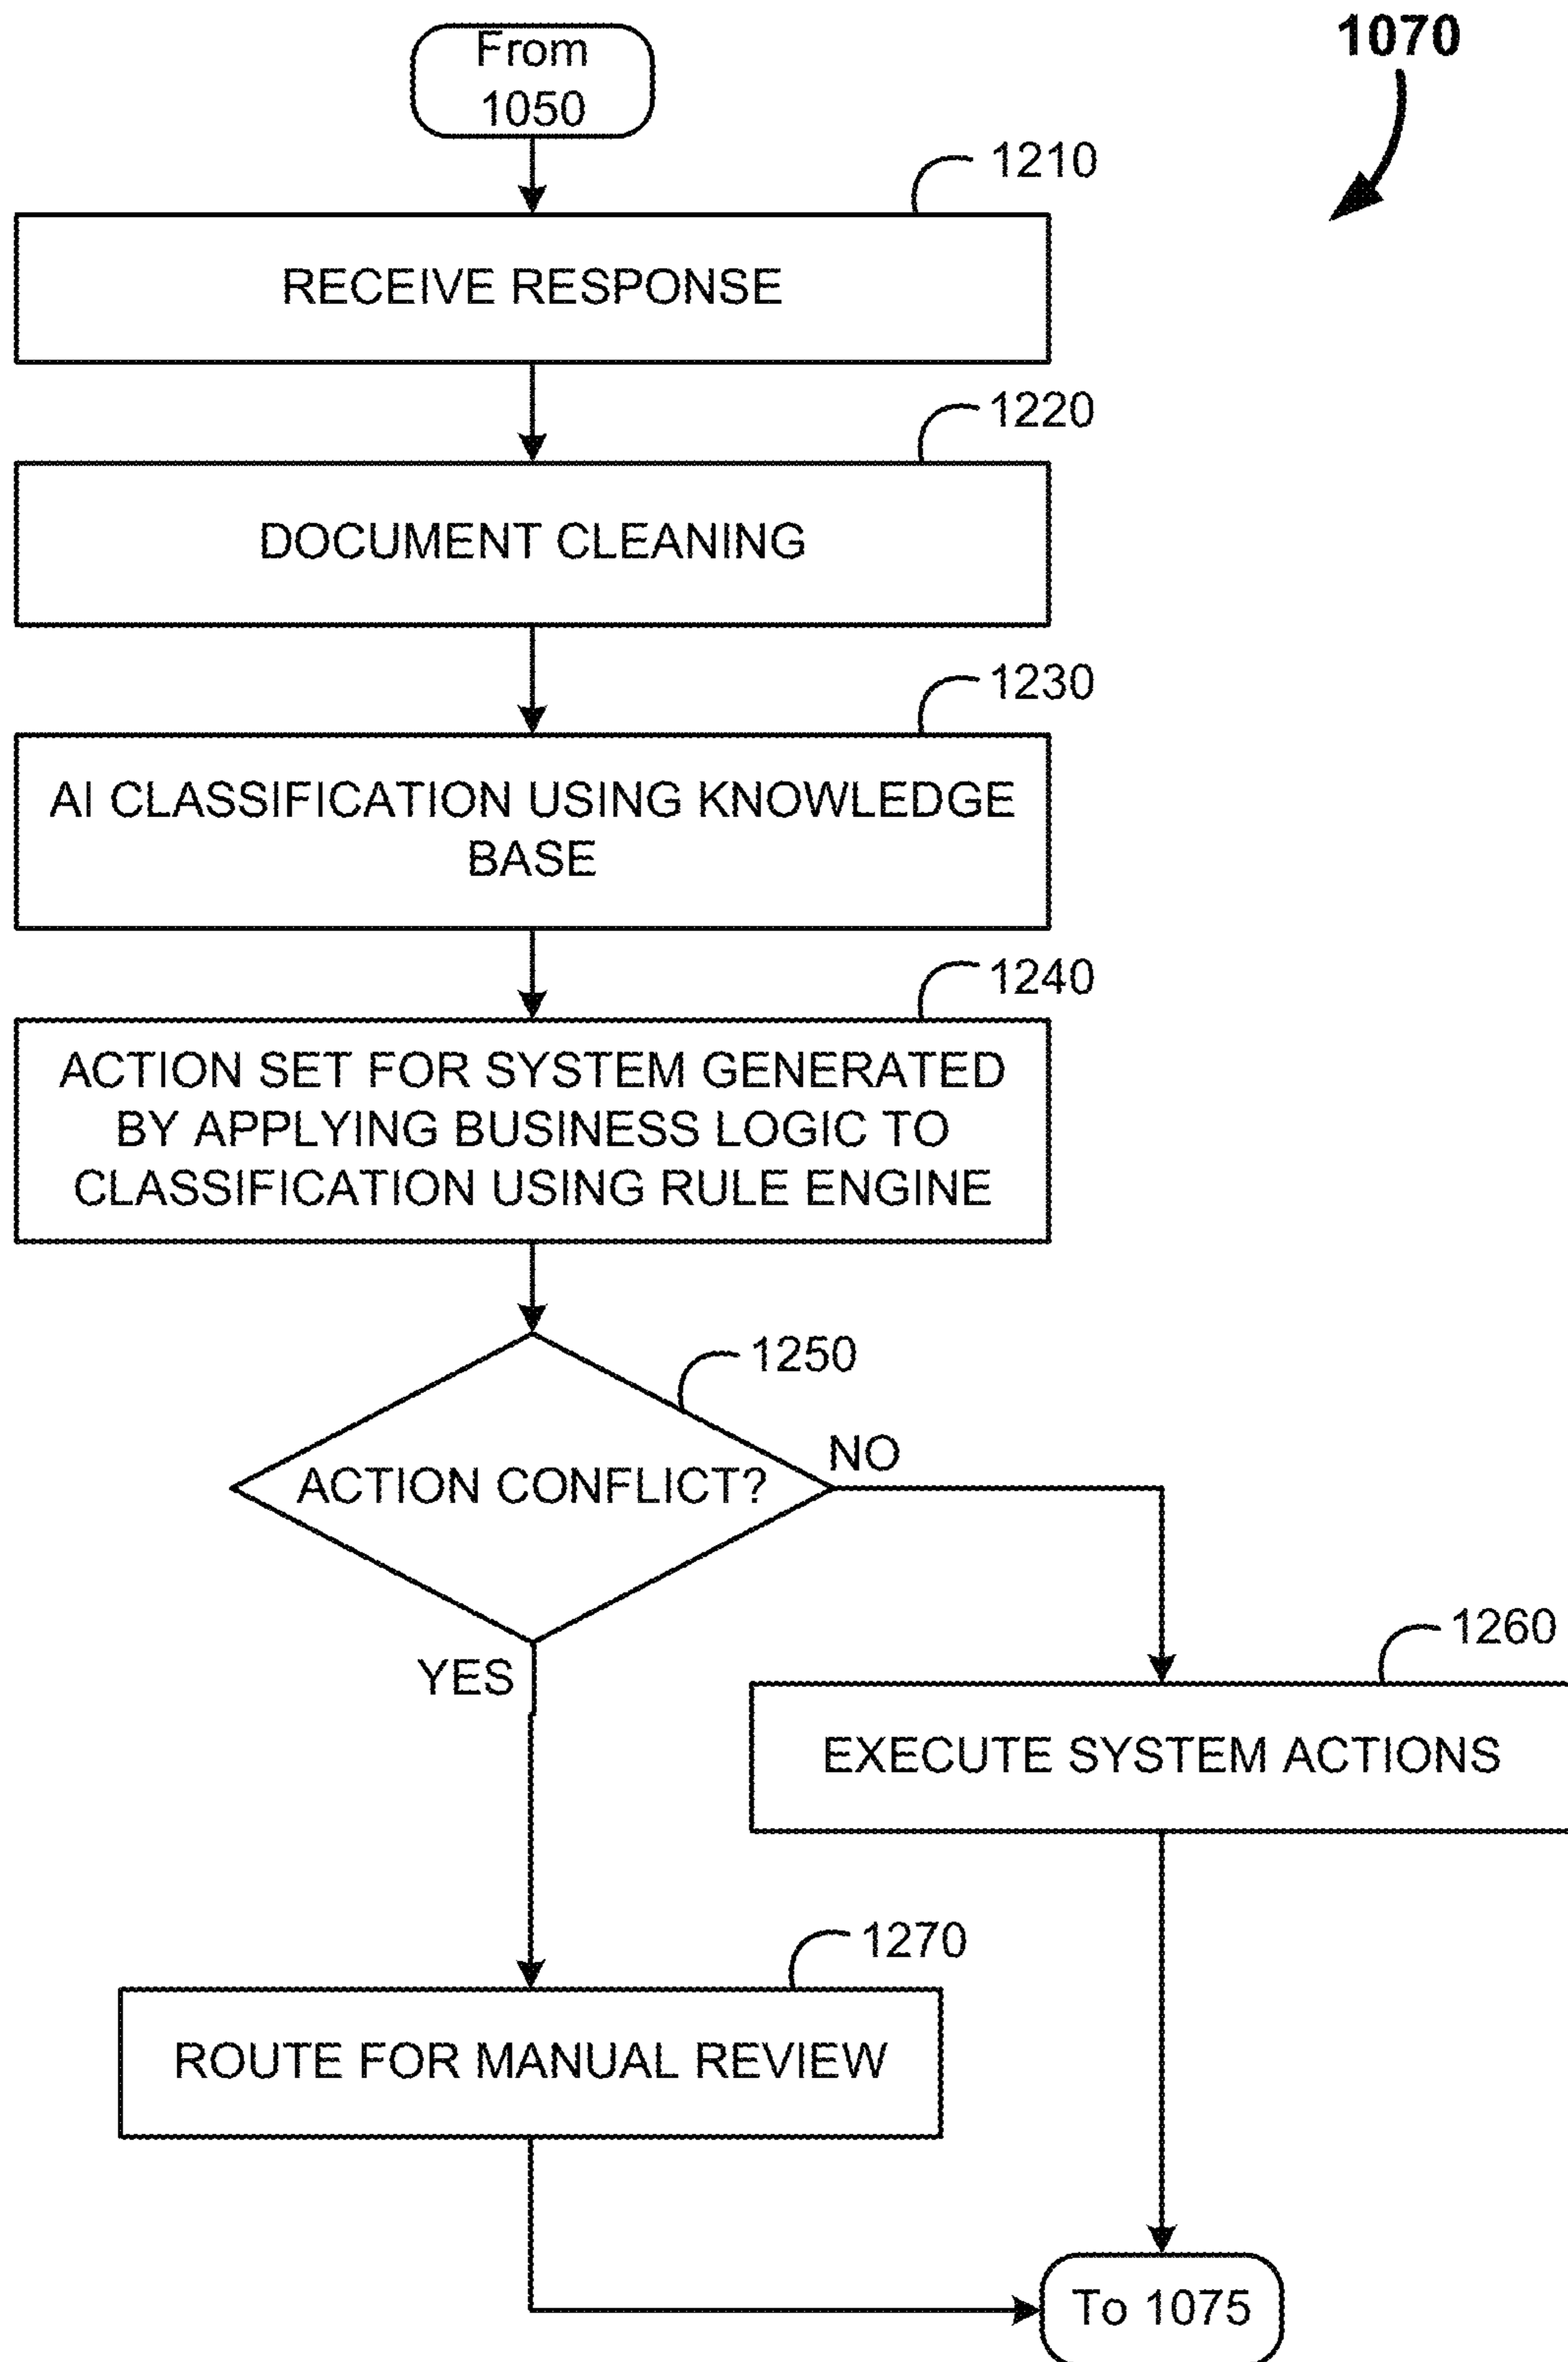 From
1050
1070
1210
RECEIVE RESPONSE
1220
DOCUMENT CLEANING
1230
AI CLASSIFICATION USING KNOWLEDGE
BASE
1240
ACTION SET FOR SYSTEM GENERATED
BY APPLYING BUSINESS LOGIC TO
CLASSIFICATION USING RULE ENGINE
1250
ACTION CONFLICT?
NO
YES
1260
EXECUTE SYSTEM ACTIONS
1270
ROUTE FOR MANUAL REVIEW
To 1075